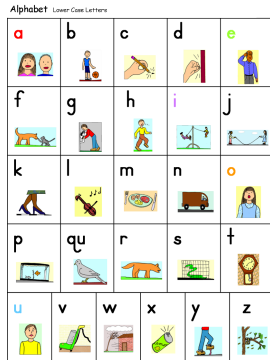 Alphabet Lower Case Letters
a b c d e
f g h i j
k l m n o
p qu r s t
u v w x y z